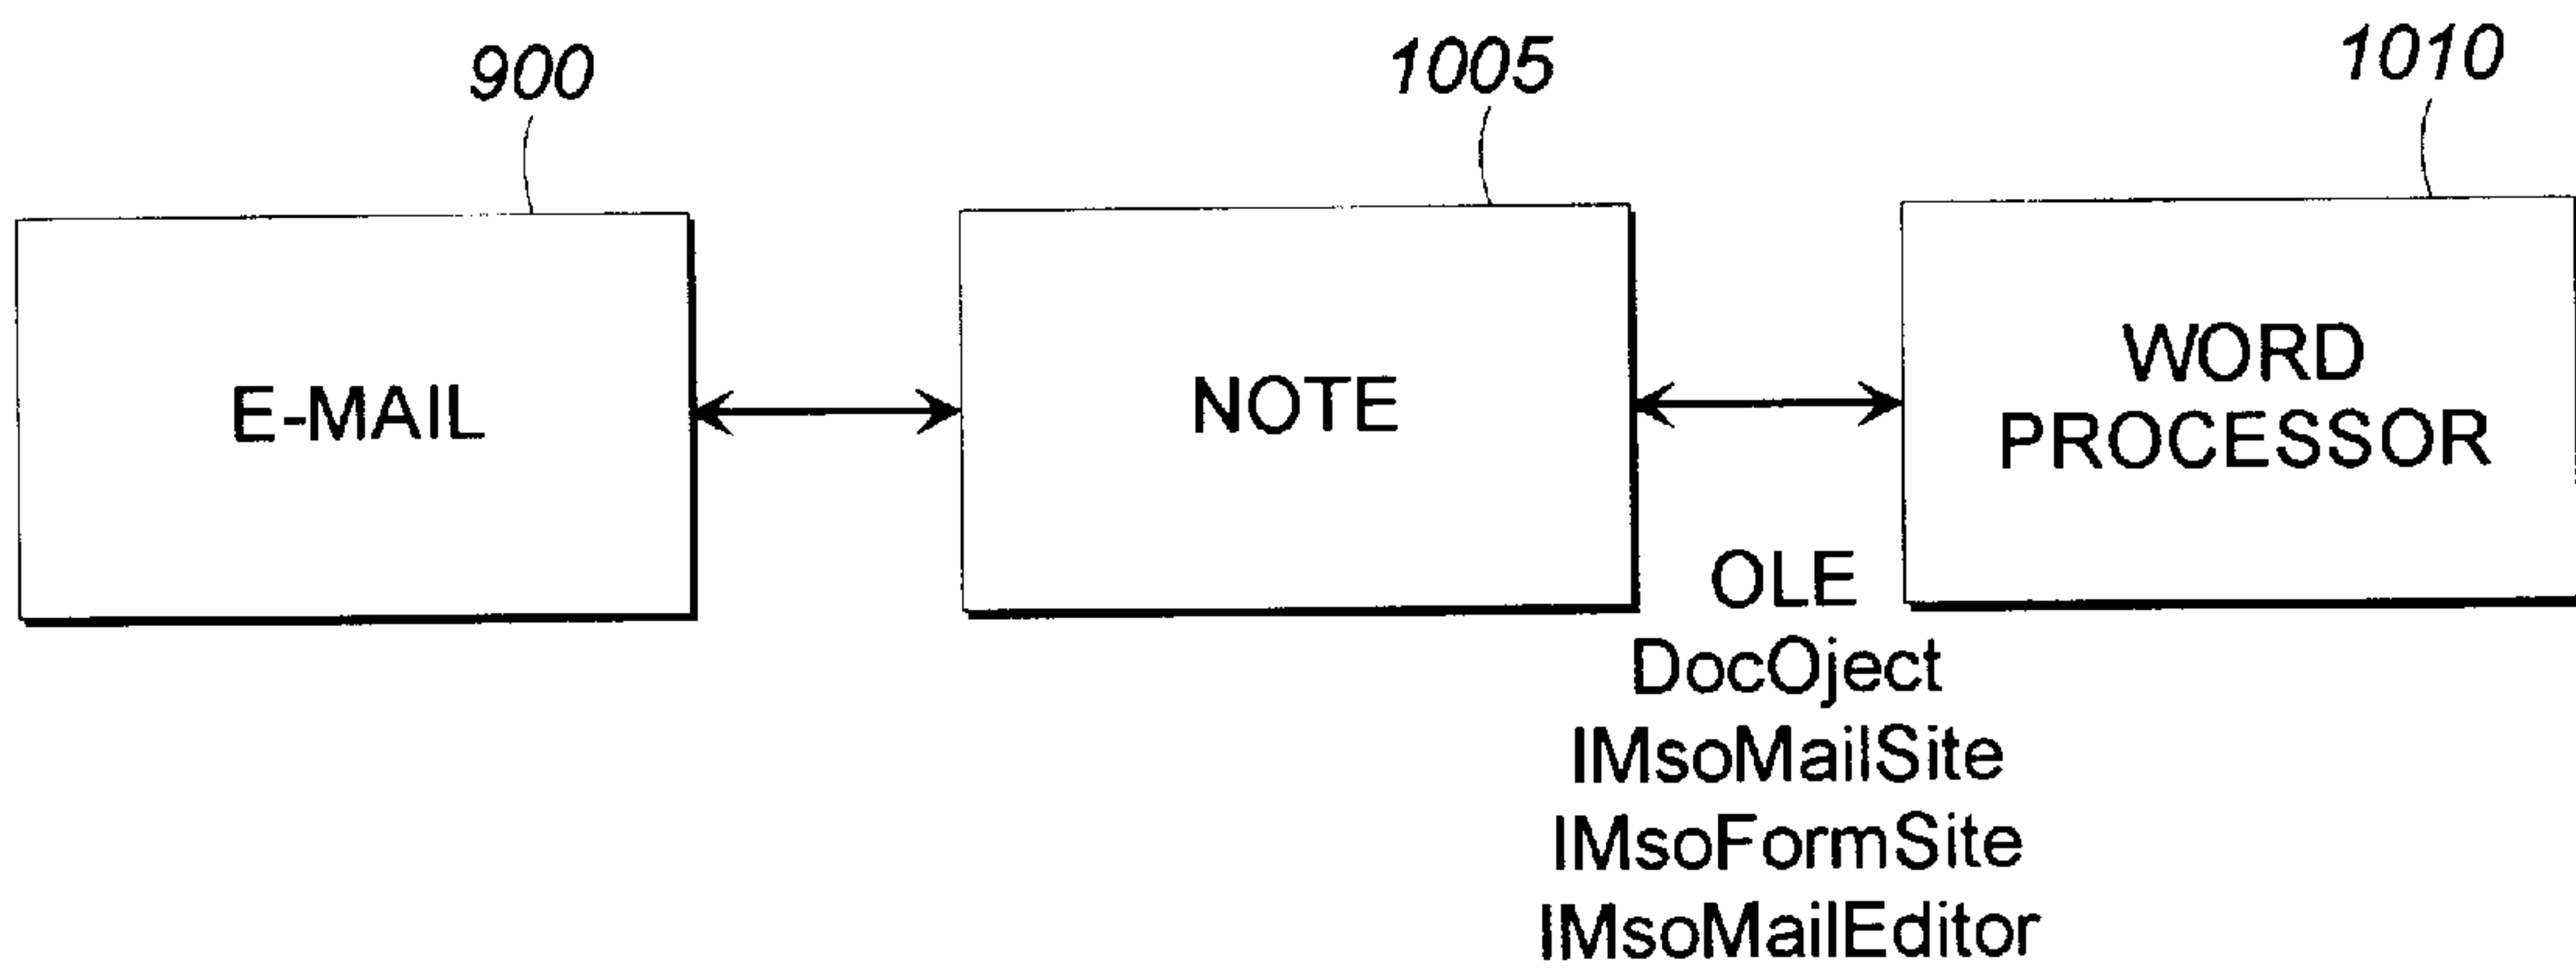 900
1005
1010
E-MAIL
NOTE
WORD
PROCESSOR
OLE
DocOject
IMsoMailSite
IMsoFormSite
IMsoMailEditor